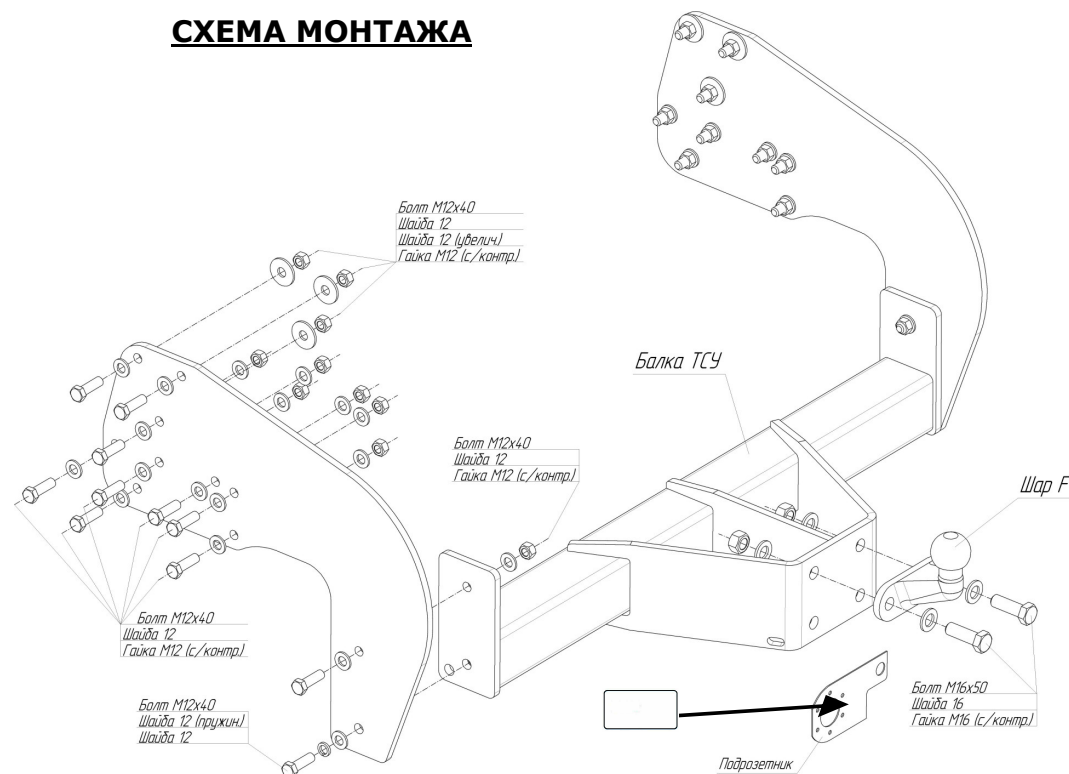 СХЕМА МОНТАЖА
Болт М12х40
Шайба 12
Шайба 12 (увелич.)
Гайка М12 (с/контр.)
Балка ТСУ
Болт М12х40
Шайба 12
Гайка М12 (с/контр.)
Шар F
Болт М12х40
Шайба 12
Гайка М12 (с/контр.)
Болт М12х40
Шайба 12 (пружин.)
Шайба 12
Болт М16х50
Шайба 16
Гайка М16 (с/контр.)
Подрозетник